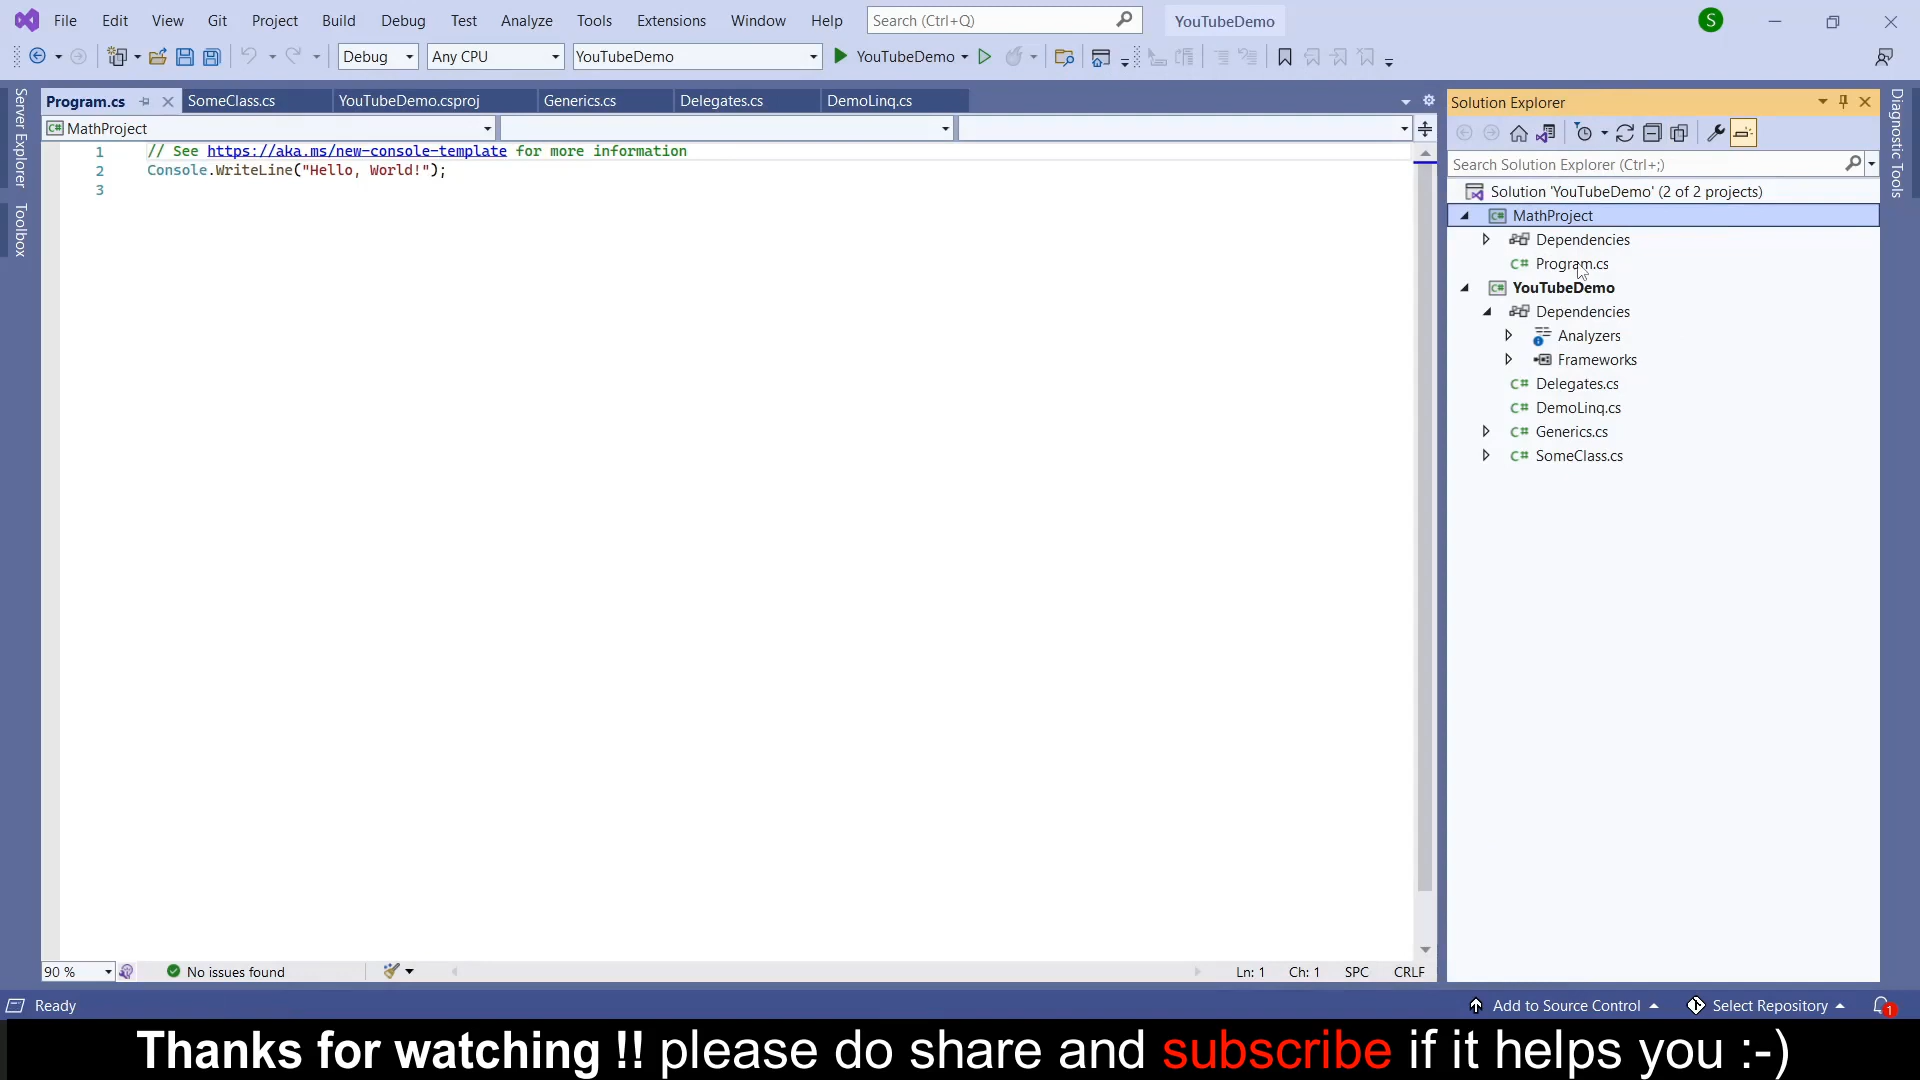 File Edit View Git Project Build Debug Test Analyze Tools Extensions Window Help Search (Ctrl+Q) YouTubeDemo S
Debug Any CPU YouTubeDemo YouTubeDemo
Server Explorer
Toolbox
Program.cs SomeClass.cs YouTubeDemo.csproj Generics.cs Delegates.cs DemoLinq.cs
C# MathProject
1 // See https://aka.ms/new-console-template for more information
2 Console.WriteLine("Hello, World!");
3
Solution Explorer
Search Solution Explorer (Ctrl+;)
Solution 'YouTubeDemo' (2 of 2 projects)
C# MathProject
Dependencies
C# Program.cs
C# YouTubeDemo
Dependencies
Analyzers
Frameworks
C# Delegates.cs
C# DemoLinq.cs
C# Generics.cs
C# SomeClass.cs
Diagnostic Tools
90 % No issues found Ln: 1 Ch: 1 SPC CRLF
Ready Add to Source Control Select Repository 1
Thanks for watching !! please do share and subscribe if it helps you :-)